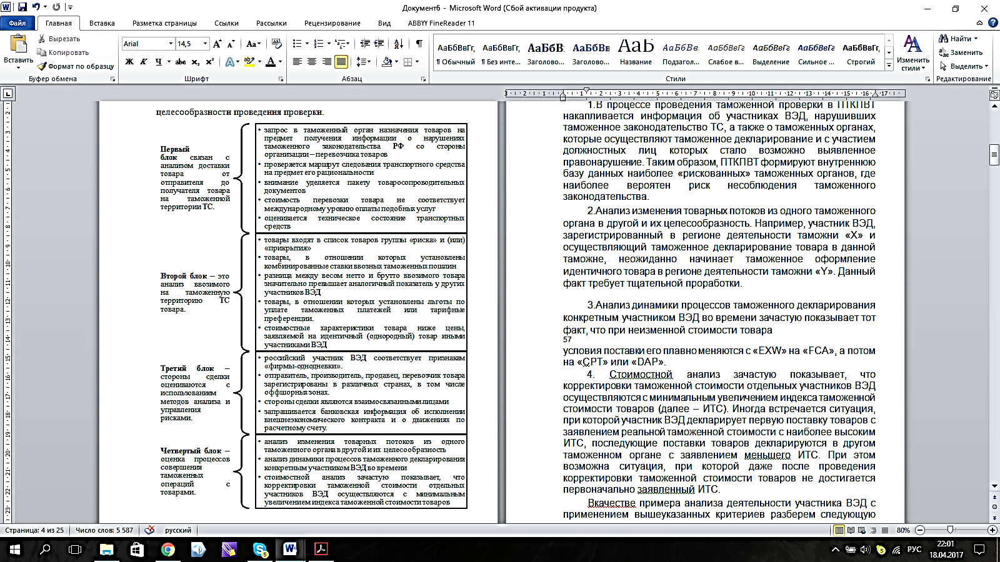 Документ6 - Microsoft Word (Сбой активации продукта)
Файл Главная Вставка Разметка страницы Ссылки Рассылки Рецензирование Вид ABBYY FineReader 11
Вставить
Вырезать
Копировать
Формат по образцу
Буфер обмена
Arial 14,5
Ж К Ч abc x₂ x²
Шрифт
Абзац
АаБбВвГг, АаБбВвГг, АаБбВ: АаБбВв АаБ АаБбВв. АаБбВвГг АаБбВвГг АаБбВвГг АаБбВвГг,
¶ Обычный ¶ Без инте... Заголово... Заголово... Название Подзагол... Слабое в... Выделение Сильное ... Строгий
Стили
Изменить стили
Найти
Заменить
Выделить
Редактирование
целесообразности проведения проверки.
Первый
блок связан с
анализом доставки
товара от
отправителя до
получателя товара
на таможенной
территории ТС.
• запрос в таможенный орган назначения товаров на
предмет получения информации о нарушениях
таможенного законодательства РФ со стороны
организации – перевозчика товаров
• проверяется маршрут следования транспортного средства
на предмет его рациональности
• внимание уделяется пакету товаросопроводительных
документов
• стоимость перевозки товара не соответствует
международному уровню оплаты подобных услуг
• оценивается техническое состояние транспортных
средств
Второй блок – это
анализ ввозимого
на таможенную
территорию ТС
товара.
• товары входят в список товаров группы «риска» и (или)
«прикрытия»
• товары, в отношении которых установлены
комбинированные ставки ввозных таможенных пошлин
• разница между весом нетто и брутто ввозимого товара
значительно превышает аналогичный показатель у других
участников ВЭД
• товары, в отношении которых установлены льготы по
уплате таможенных платежей или тарифные
преференции.
• стоимостные характеристики товара ниже цены,
заявляемой на идентичный (однородный) товар иными
участниками ВЭД
Третий блок –
стороны сделки
оцениваются с
использованием
методов анализа и
управления
рисками.
• российский участник ВЭД соответствует признакам
«фирмы-однодневки».
• отправитель, производитель, продавец, перевозчик товара
зарегистрированы в различных странах, в том числе
оффшорных зонах.
• стороны сделки являются взаимосвязанными лицами
• запрашивается банковская информация об исполнении
внешнеэкономического контракта и о движениях по
расчетному счету.
Четвертый блок –
оценка процессов
совершения
таможенных
операций с
товарами.
• анализ изменения товарных потоков из одного
таможенного органа в другой и их целесообразность
• анализ динамики процессов таможенного декларирования
конкретным участником ВЭД во времени
• стоимостной анализ зачастую показывает, что
корректировки таможенной стоимости отдельных
участников ВЭД осуществляются с минимальным
увеличением индекса таможенной стоимости товаров
1.В процессе проведения таможенной проверки в ПТКПВТ
накапливается информация об участниках ВЭД, нарушивших
таможенное законодательство ТС, а также о таможенных органах,
которые осуществляют таможенное декларирование и с участием
должностных лиц которых стало возможно выявленное
правонарушение. Таким образом, ПТКПВТ формируют внутреннюю
базу данных наиболее «рискованных» таможенных органов, где
наиболее вероятен риск несоблюдения таможенного
законодательства.
2.Анализ изменения товарных потоков из одного таможенного
органа в другой и их целесообразность. Например, участник ВЭД,
зарегистрированный в регионе деятельности таможни «X» и
осуществляющий таможенное декларирование товара в данной
таможне, неожиданно начинает таможенное оформление
идентичного товара в регионе деятельности таможни «Y». Данный
факт требует тщательной проработки.
3.Анализ динамики процессов таможенного декларирования
конкретным участником ВЭД во времени зачастую показывает тот
факт, что при неизменной стоимости товара
57
условия поставки его плавно меняются с «EXW» на «FCA», а потом
на «CPT» или «DAP».
4. Стоимостной анализ зачастую показывает, что
корректировки таможенной стоимости отдельных участников ВЭД
осуществляются с минимальным увеличением индекса таможенной
стоимости товаров (далее – ИТС). Иногда встречается ситуация,
при которой участник ВЭД декларирует первую поставку товаров с
заявлением реальной таможенной стоимости с наиболее высоким
ИТС, последующие поставки товаров декларируются в другом
таможенном органе с заявлением меньшего ИТС. При этом
возможна ситуация, при которой даже после проведения
корректировки таможенной стоимости товаров не достигается
первоначально заявленный ИТС.
Вкачестве примера анализа деятельности участника ВЭД с
применением вышеуказанных критериев разберем следующую
Страница: 4 из 25 Число слов: 5 587 русский 80%
РУС
22:01
18.04.2017